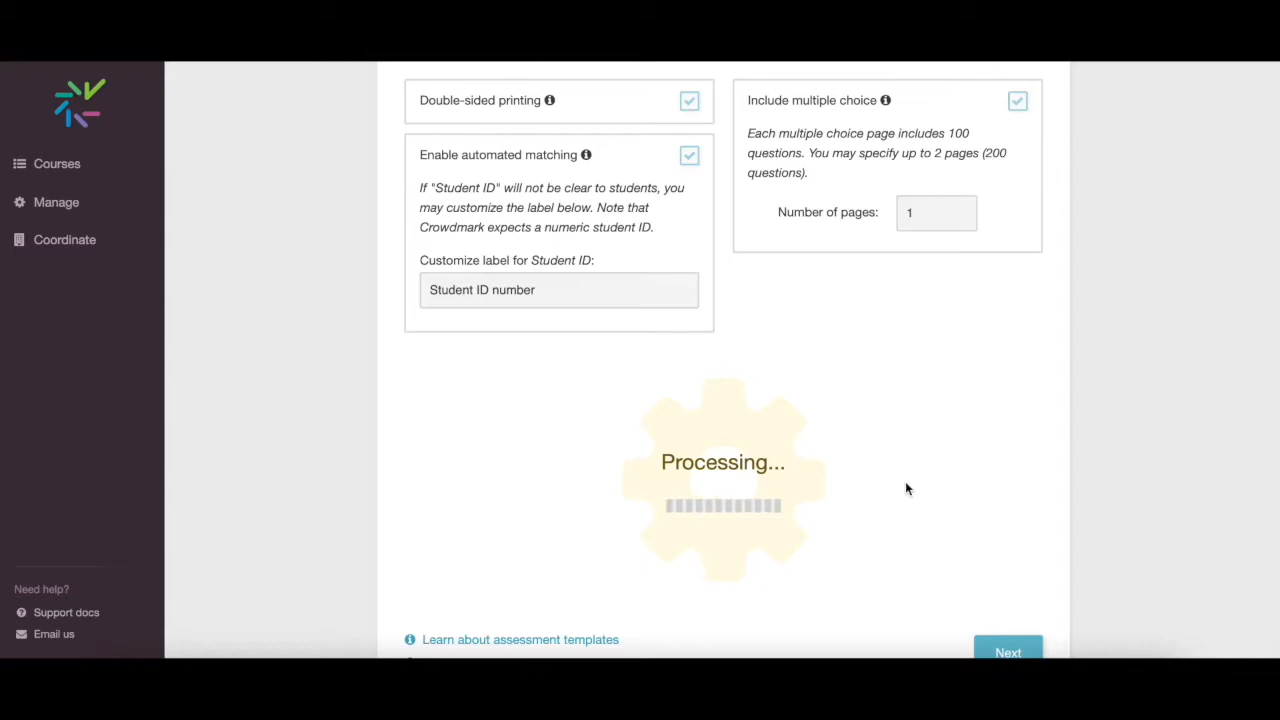 Courses
Manage
Coordinate
Need help?
Support docs
Email us
Double-sided printing
Enable automated matching
If "Student ID" will not be clear to students, you
may customize the label below. Note that
Crowdmark expects a numeric student ID.
Customize label for Student ID:
Student ID number
Include multiple choice
Each multiple choice page includes 100
questions. You may specify up to 2 pages (200
questions).
Number of pages: 1
Processing...
Learn about assessment templates
Next